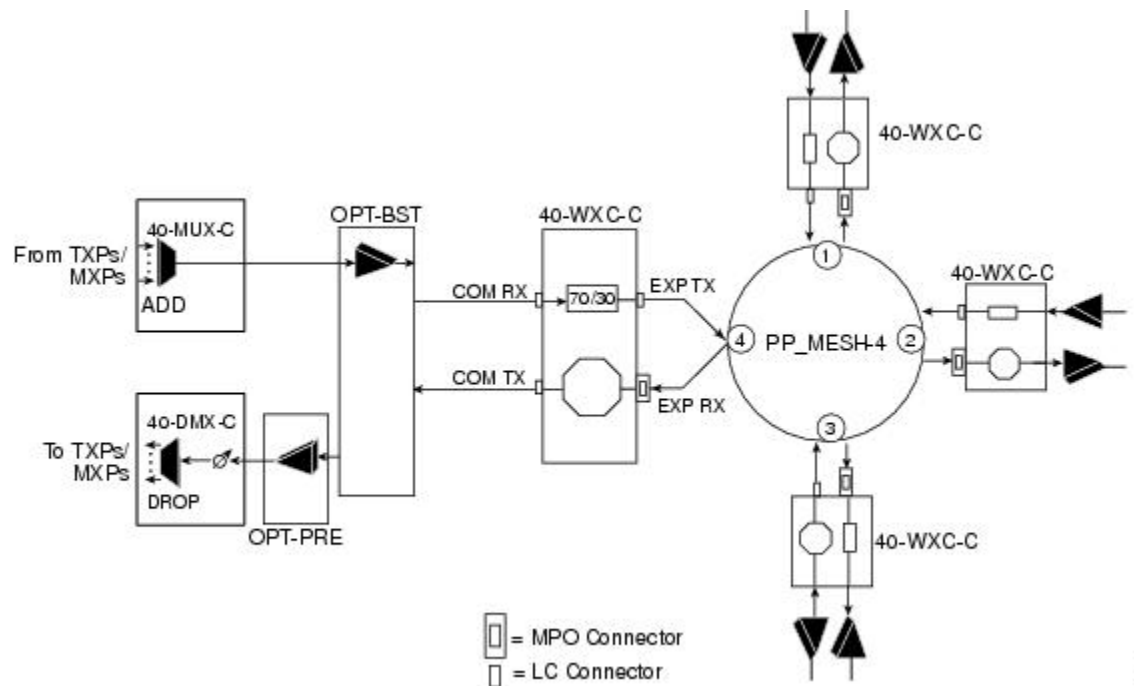 40-WXC-C
OPT-BST
40-WXC-C
40-MUX-C
From TXPs/
MXPs
ADD
COM RX
70/30
EXP TX
1
40-WXC-C
4
PP_MESH-4
2
COM TX
EXP RX
3
40-DMX-C
To TXPs/
MXPs
DROP
OPT-PRE
40-WXC-C
= MPO Connector
= LC Connector